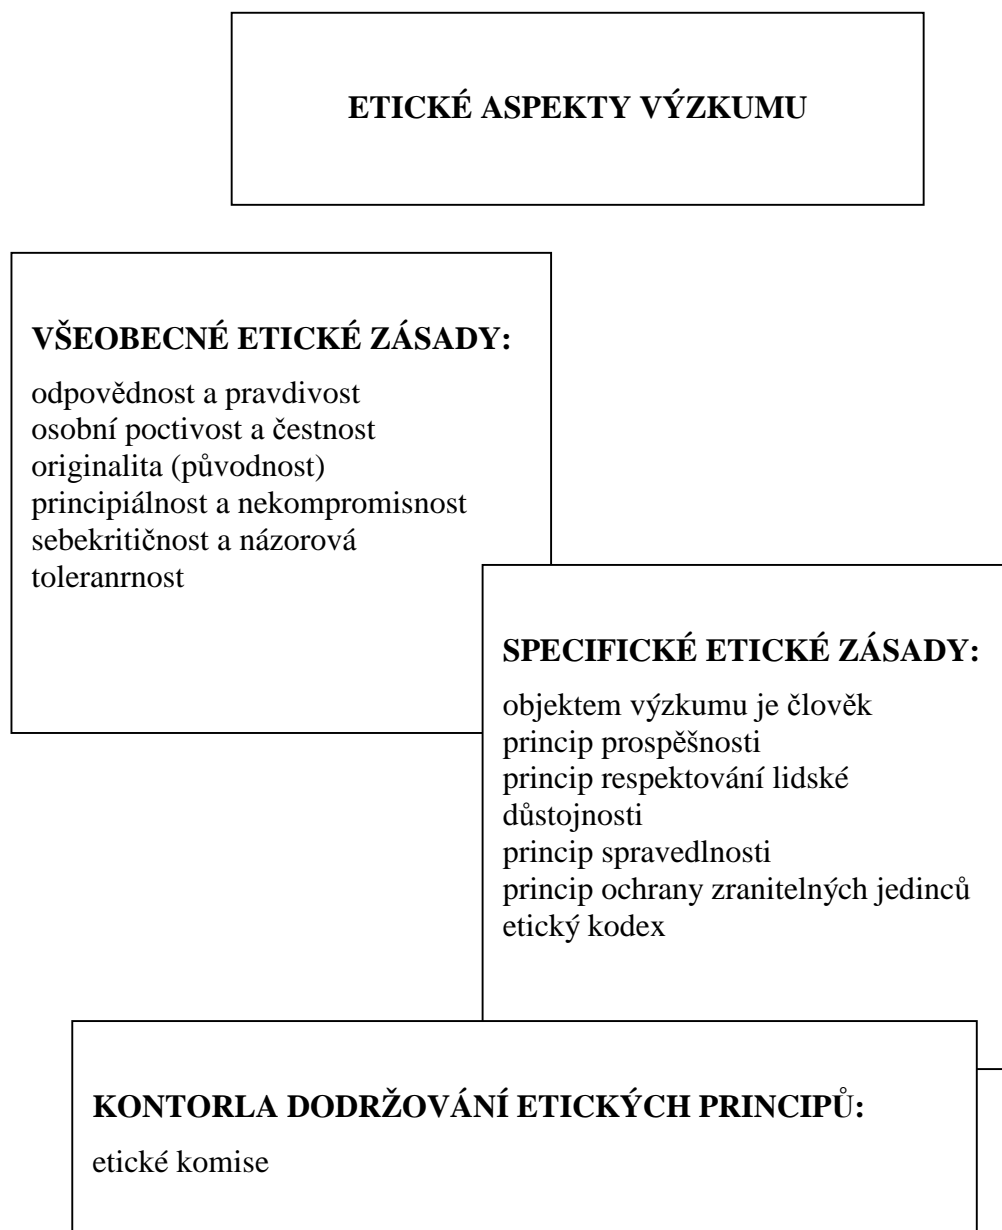 ETICKÉ ASPEKTY VÝZKUMU
VŠEOBECNÉ ETICKÉ ZÁSADY:
odpovědnost a pravdivost
osobní poctivost a čestnost
originalita (původnost)
principiálnost a nekompromisnost
sebekritičnost a názorová
toleranrnost
SPECIFICKÉ ETICKÉ ZÁSADY:
objektem výzkumu je člověk
princip prospěšnosti
princip respektování lidské
důstojnosti
princip spravedlnosti
princip ochrany zranitelných jedinců
etický kodex
KONTORLA DODRŽOVÁNÍ ETICKÝCH PRINCIPŮ:
etické komise